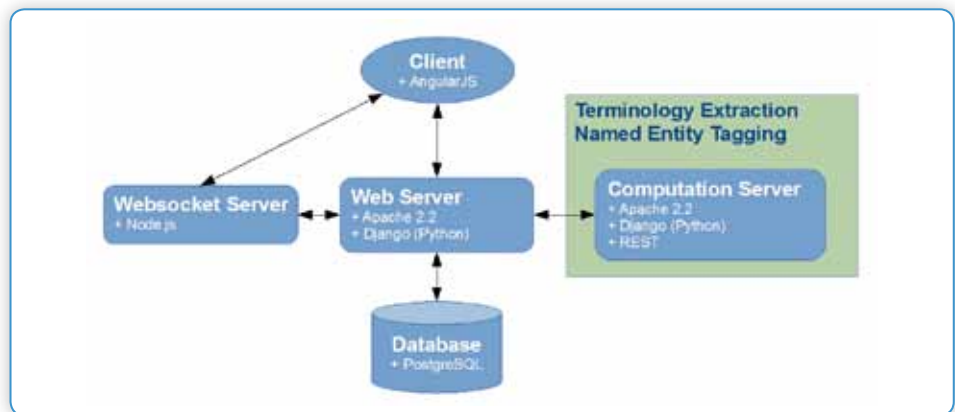 Client
+ AngularJS
Terminology Extraction
Named Entity Tagging
Websocket Server
+ Node.js
Web Server
+ Apache 2.2
+ Django (Python)
Computation Server
+ Apache 2.2
+ Django (Python)
+ REST
Database
+ PostgreSQL